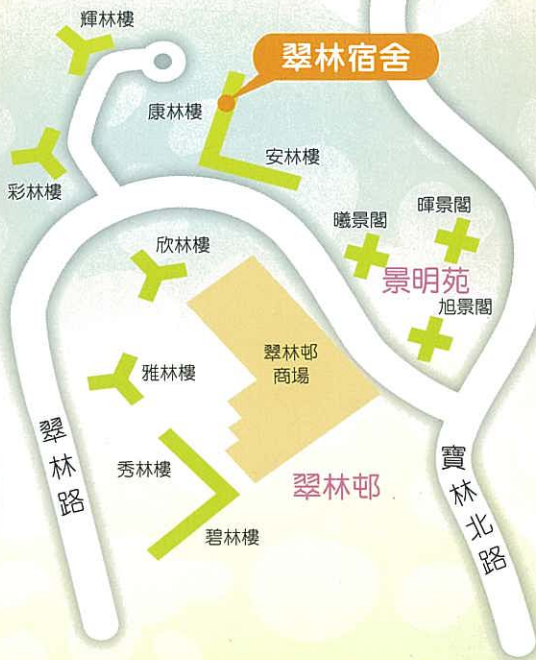 輝林樓
翠林宿舍
康林樓
安林樓
彩林樓
曦景閣
暉景閣
欣林樓
景明苑
旭景閣
翠林邨
商場
雅林樓
翠林路
秀林樓
翠林邨
寶林北路
碧林樓